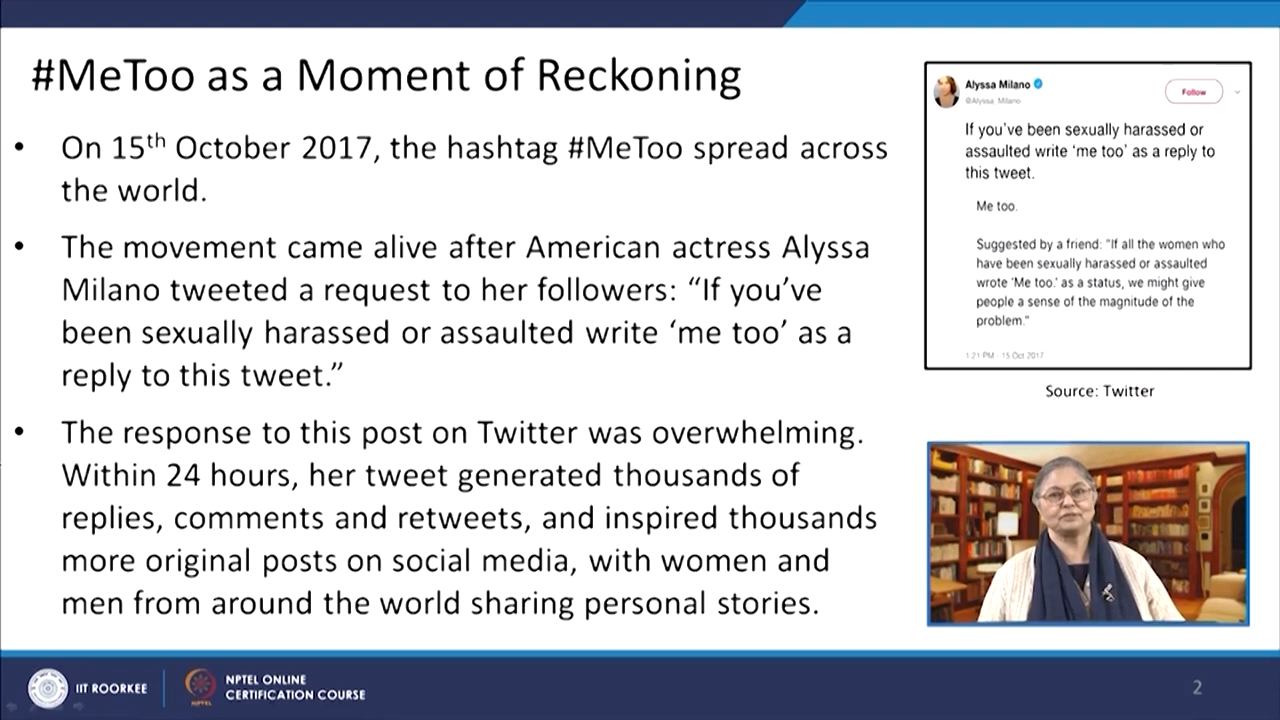 #MeToo as a Moment of Reckoning
• On 15th October 2017, the hashtag #MeToo spread across
the world.
• The movement came alive after American actress Alyssa
Milano tweeted a request to her followers: “If you’ve
been sexually harassed or assaulted write ‘me too’ as a
reply to this tweet.”
• The response to this post on Twitter was overwhelming.
Within 24 hours, her tweet generated thousands of
replies, comments and retweets, and inspired thousands
more original posts on social media, with women and
men from around the world sharing personal stories.
Alyssa Milano
@Alyssa_Milano
Follow
If you’ve been sexually harassed or
assaulted write ‘me too’ as a reply to
this tweet.
Me too.
Suggested by a friend: “If all the women who
have been sexually harassed or assaulted
wrote ‘Me too.’ as a status, we might give
people a sense of the magnitude of the
problem.”
1:21 PM - 15 Oct 2017
Source: Twitter
IIT ROORKEE
NPTEL
NPTEL ONLINE
CERTIFICATION COURSE
2